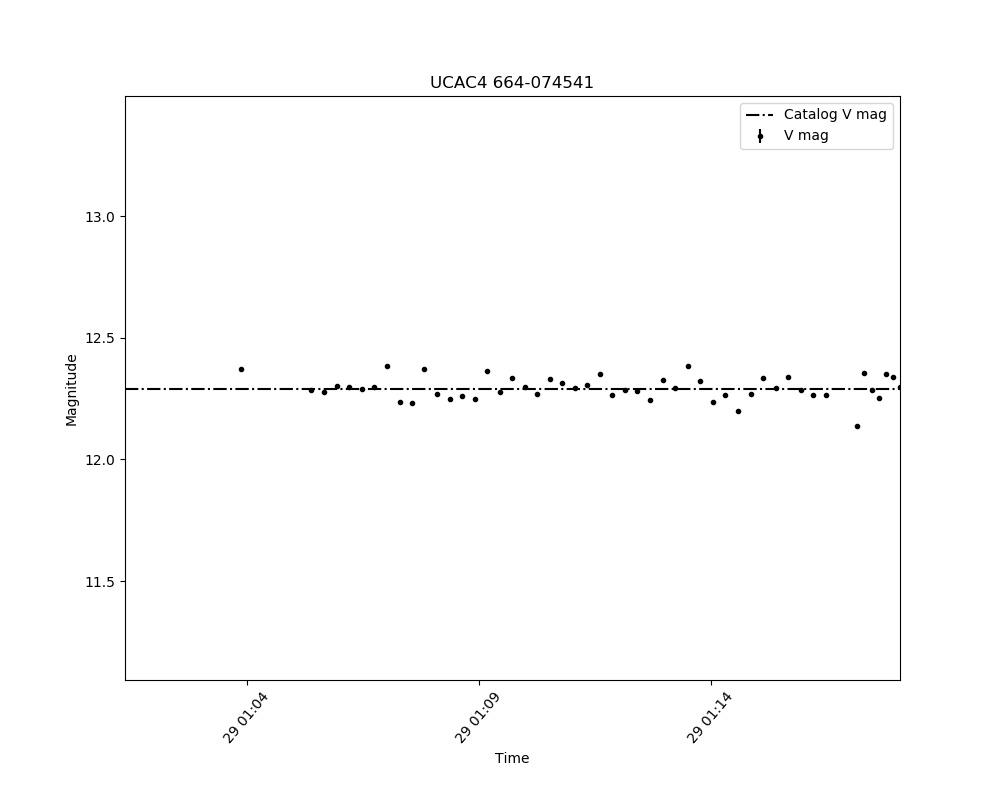 UCAC4 664-074541
Catalog V mag
V mag
13.0
12.5
12.0
11.5
Magnitude
29 01:04
29 01:09
29 01:14
Time